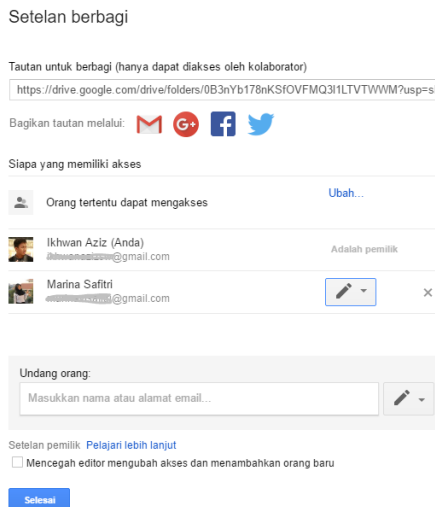 Setelan berbagi
Tautan untuk berbagi (hanya dapat diakses oleh kolaborator)
https://drive.google.com/drive/folders/0B3nYb178nKSfOVFMQ3I1LTVTWWM?usp=s
Bagikan tautan melalui:
G+
f
Siapa yang memiliki akses
Orang tertentu dapat mengakses
Ubah...
Ikhwan Aziz (Anda)
@gmail.com
Adalah pemilik
Marina Safitri
@gmail.com
Undang orang:
Masukkan nama atau alamat email...
Setelan pemilik Pelajari lebih lanjut
Mencegah editor mengubah akses dan menambahkan orang baru
Selesai